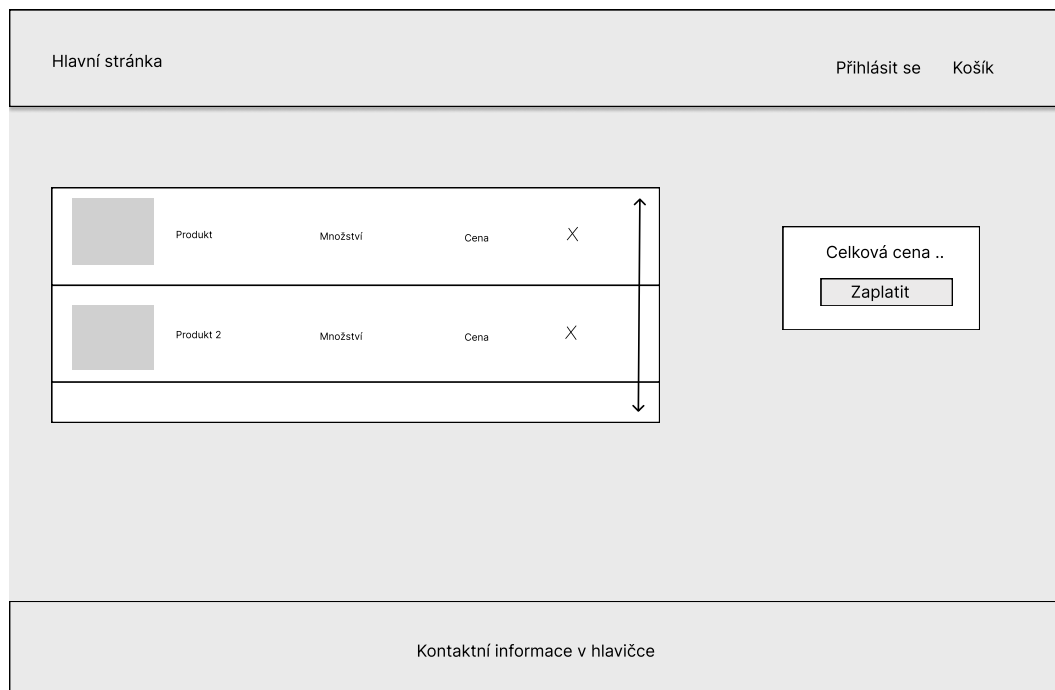 Hlavní stránka
Přihlásit se
Košík
Produkt
Množství
Cena
X
Produkt 2
Množství
Cena
X
Celková cena ..
Zaplatit
Kontaktní informace v hlavičce